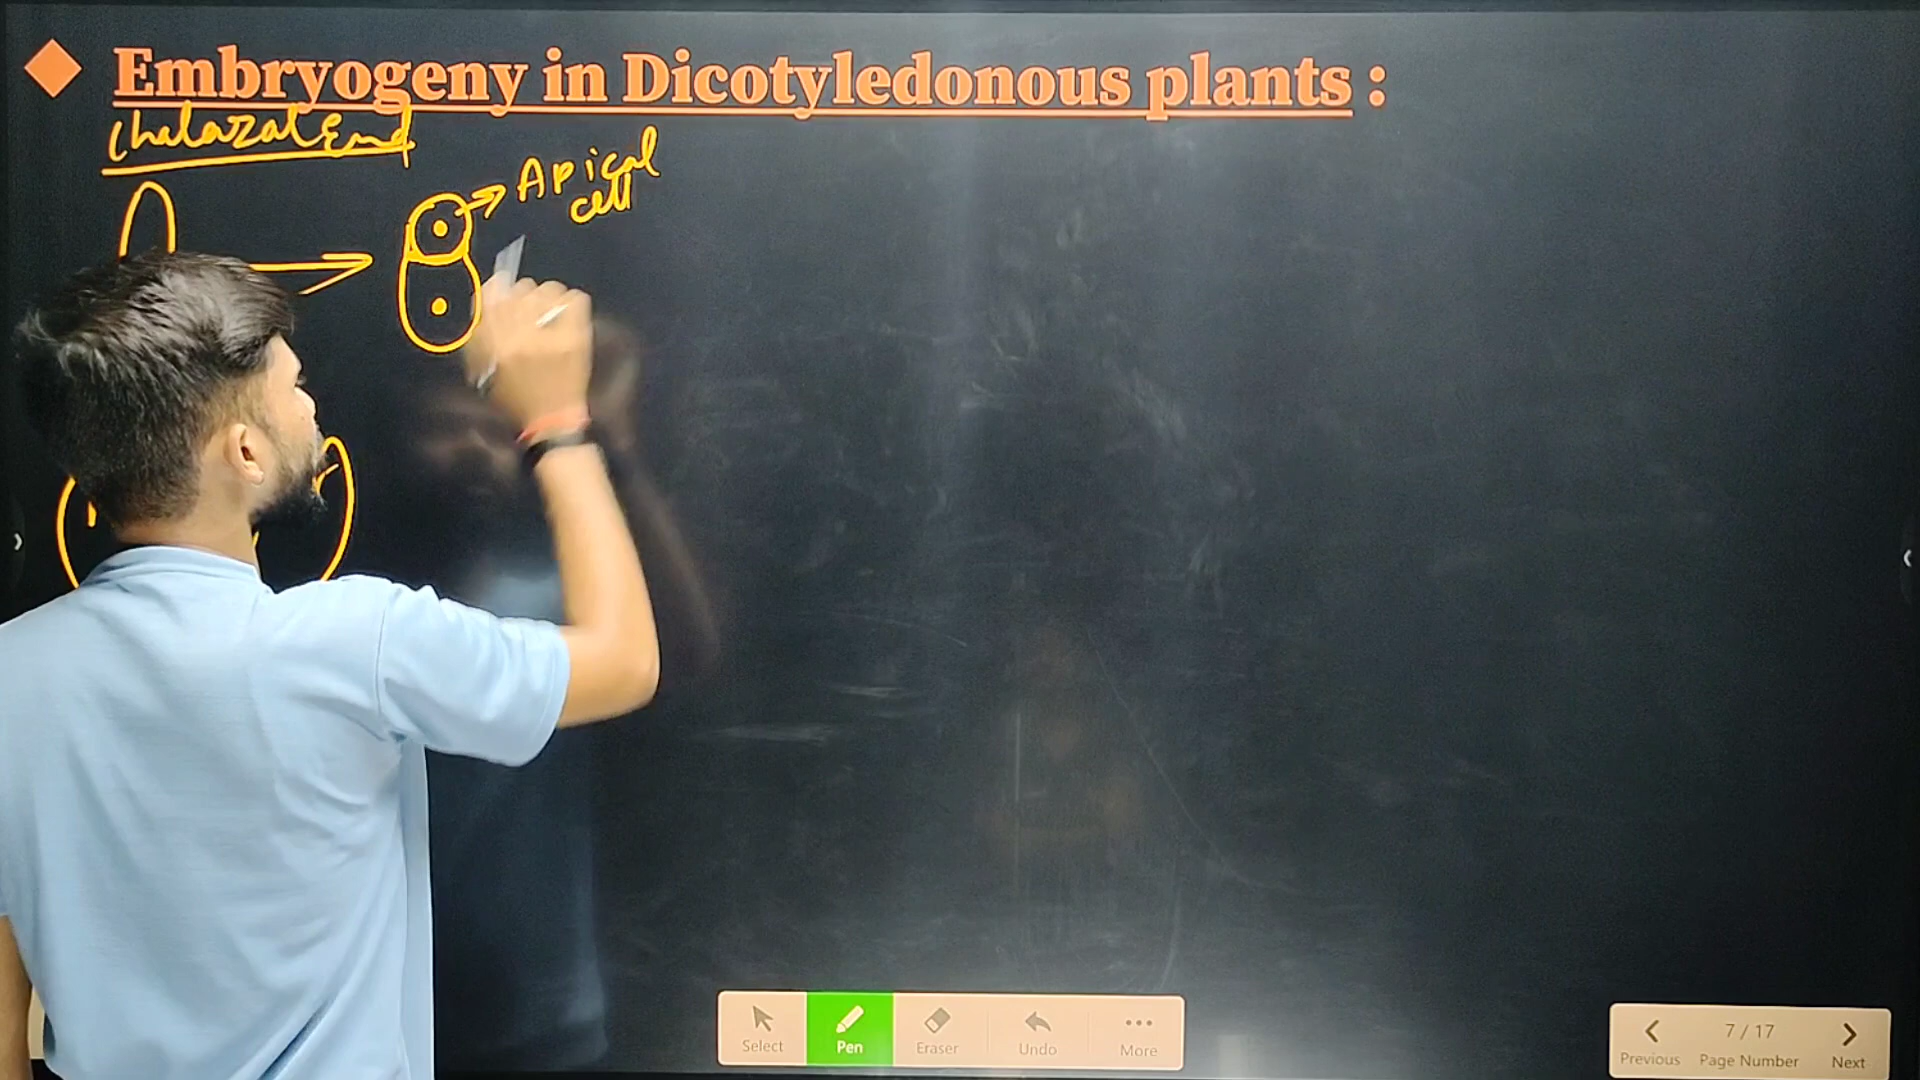 Embryogeny in Dicotyledonous plants :
Chalazal End
Apical
cell
Select Pen Eraser Undo More
7 / 17
Previous Page Number Next